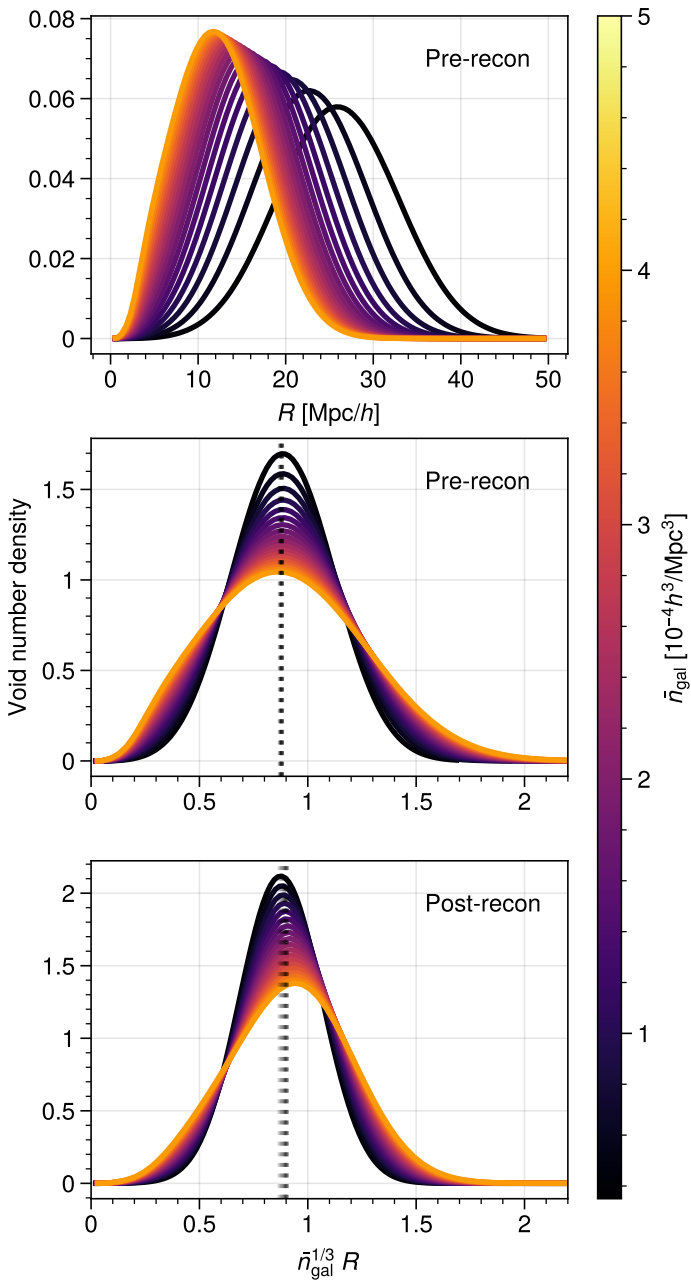 0.08
0.06
0.04
0.02
0
Pre-recon
0 10 20 30 40 50
R [Mpc/h]
1.5
1
0.5
0
Pre-recon
0 0.5 1 1.5 2
Void number density
2
1.5
1
0.5
0
Post-recon
0 0.5 1 1.5 2
n̄_gal^{1/3} R
5
4
3
2
1
n̄_gal [10⁻⁴h³/Mpc³]